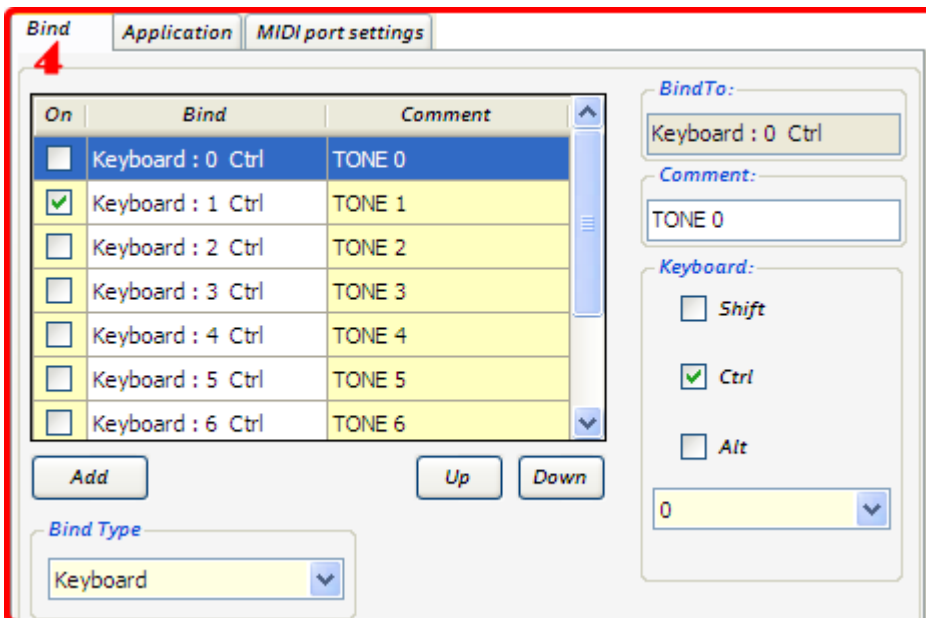 Bind Application MIDI port settings
4
On Bind Comment
Keyboard : 0 Ctrl TONE 0
Keyboard : 1 Ctrl TONE 1
Keyboard : 2 Ctrl TONE 2
Keyboard : 3 Ctrl TONE 3
Keyboard : 4 Ctrl TONE 4
Keyboard : 5 Ctrl TONE 5
Keyboard : 6 Ctrl TONE 6
Add Up Down
Bind Type
Keyboard
BindTo:
Keyboard : 0 Ctrl
Comment:
TONE 0
Keyboard:
Shift
Ctrl
Alt
0